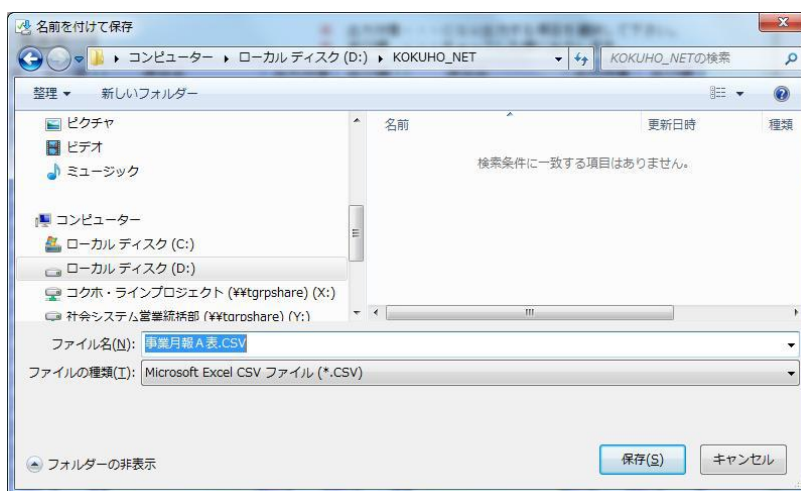 名前を付けて保存
コンピューター ▸ ローカル ディスク (D:) ▸ KOKUHO_NET
KOKUHO_NETの検索
整理 ▼ 新しいフォルダー
ピクチャ
ビデオ
ミュージック
コンピューター
ローカル ディスク (C:)
ローカル ディスク (D:)
コクホ・ラインプロジェクト (¥¥tgrpshare) (X:)
社会システム営業統括部 (¥¥tgrpshare) (Y:)
名前 更新日時 種類
検索条件に一致する項目はありません。
ファイル名(N): 事業月報A表.CSV
ファイルの種類(T): Microsoft Excel CSV ファイル (*.CSV)
フォルダーの非表示
保存(S) キャンセル